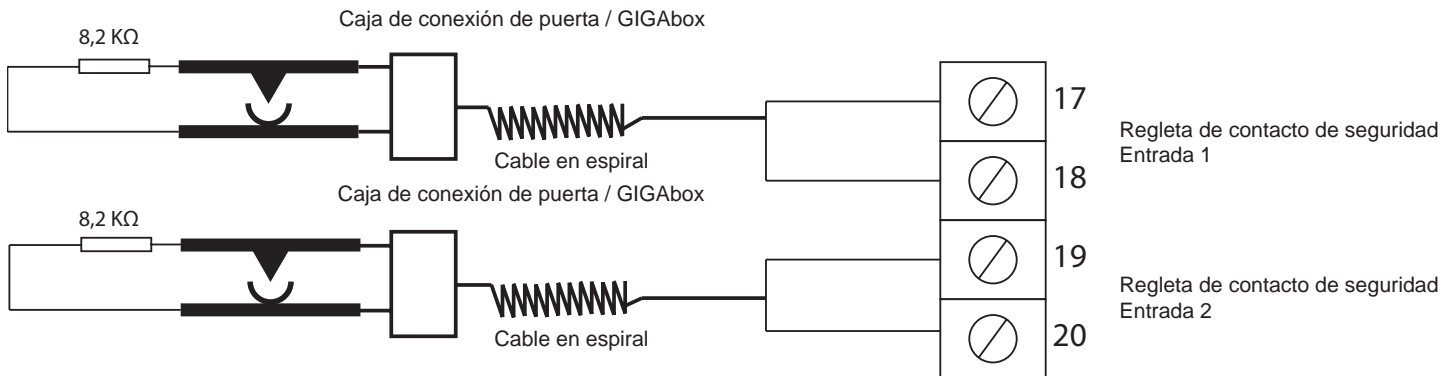 Caja de conexión de puerta / GIGAbox
8,2 KΩ
17
Regleta de contacto de seguridad
Entrada 1
Cable en espiral
18
Caja de conexión de puerta / GIGAbox
8,2 KΩ
19
Regleta de contacto de seguridad
Entrada 2
Cable en espiral
20